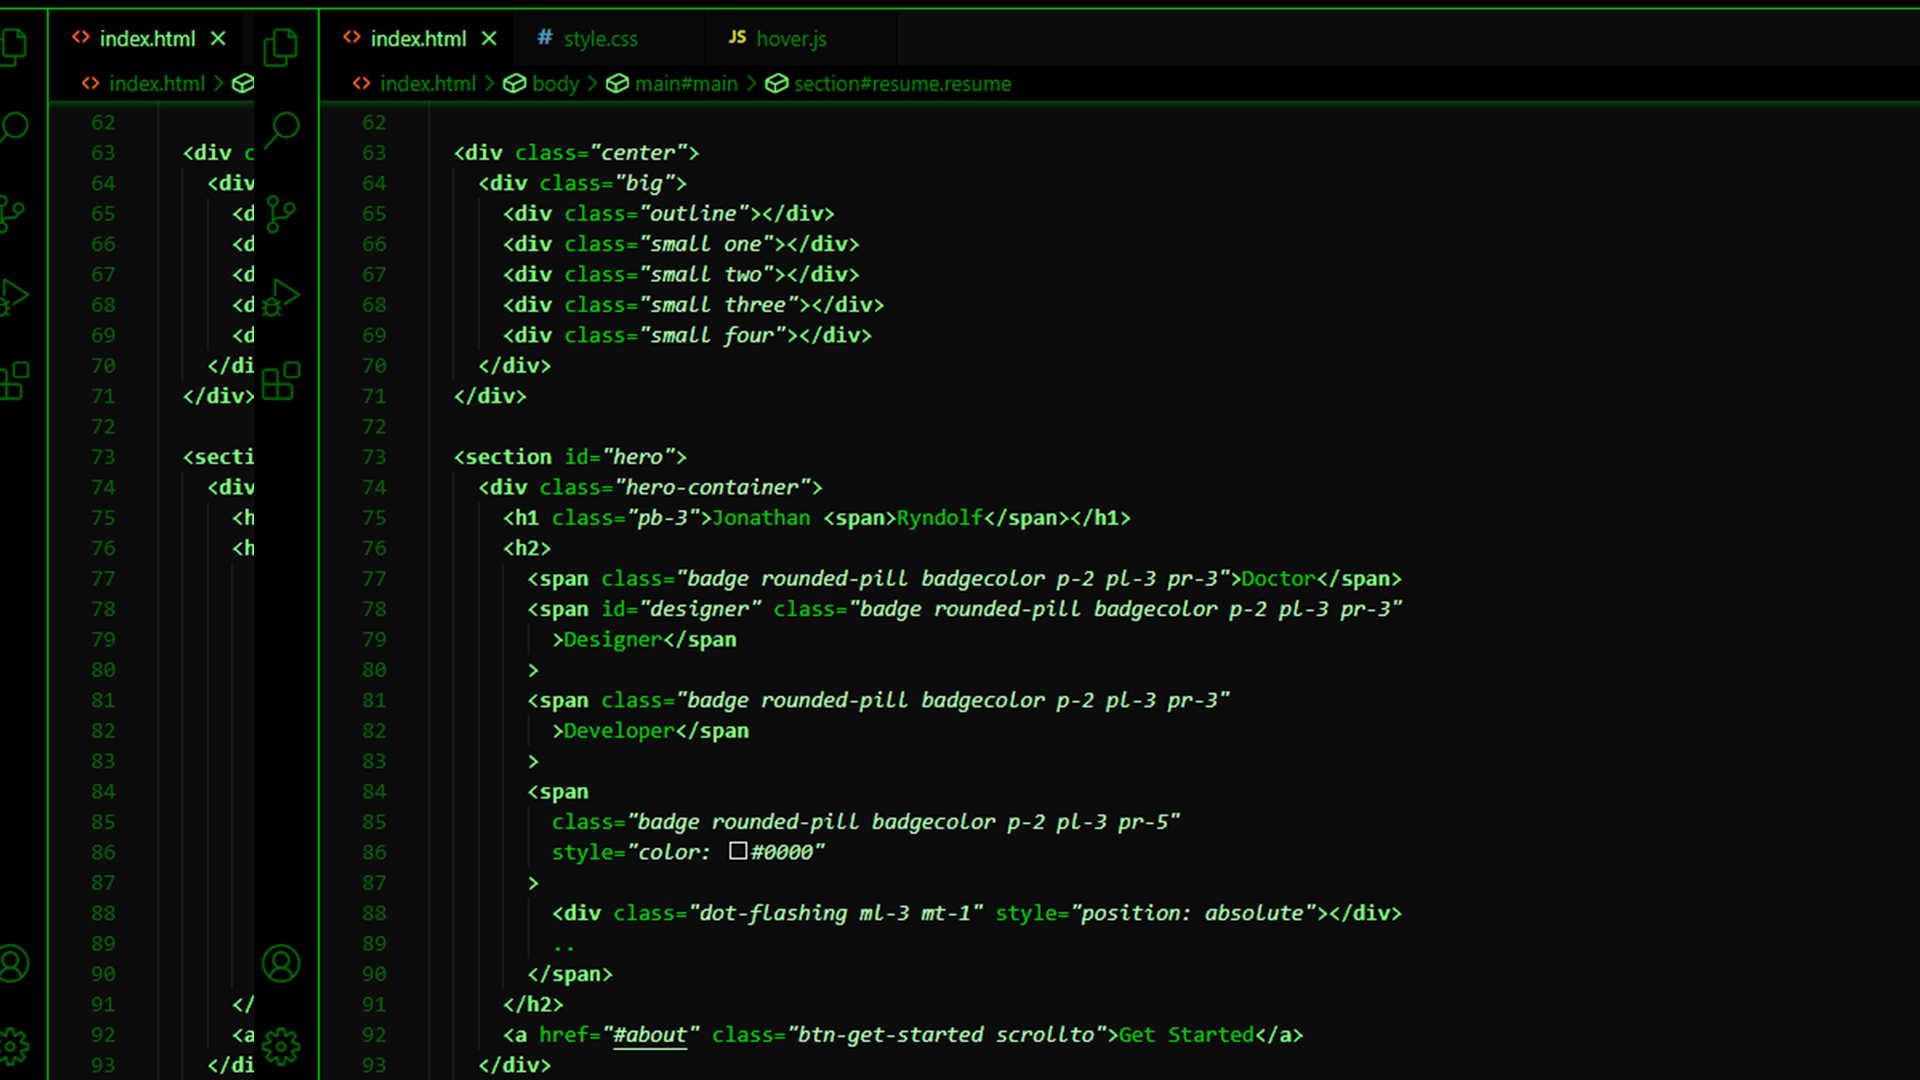 index.html
index.html >
62
63 <div c
64 <div
65 <d
66 <d
67 <d
68 <d
69 <d
70 </di
71 </div>
72
73 <secti
74 <div
75 <h
76 <h
77
78
79
80
81
82
83
84
85
86
87
88
89
90
91 </
92 <a
93 </di
index.html # style.css JS hover.js
index.html > body > main#main > section#resume.resume
62
63 <div class="center">
64 <div class="big">
65 <div class="outline"></div>
66 <div class="small one"></div>
67 <div class="small two"></div>
68 <div class="small three"></div>
69 <div class="small four"></div>
70 </div>
71 </div>
72
73 <section id="hero">
74 <div class="hero-container">
75 <h1 class="pb-3">Jonathan <span>Ryndolf</span></h1>
76 <h2>
77 <span class="badge rounded-pill badgecolor p-2 pl-3 pr-3">Doctor</span>
78 <span id="designer" class="badge rounded-pill badgecolor p-2 pl-3 pr-3"
79 >Designer</span
80 >
81 <span class="badge rounded-pill badgecolor p-2 pl-3 pr-3"
82 >Developer</span
83 >
84 <span
85 class="badge rounded-pill badgecolor p-2 pl-3 pr-5"
86 style="color: #0000"
87 >
88 <div class="dot-flashing ml-3 mt-1" style="position: absolute"></div>
89 ..
90 </span>
91 </h2>
92 <a href="#about" class="btn-get-started scrollto">Get Started</a>
93 </div>